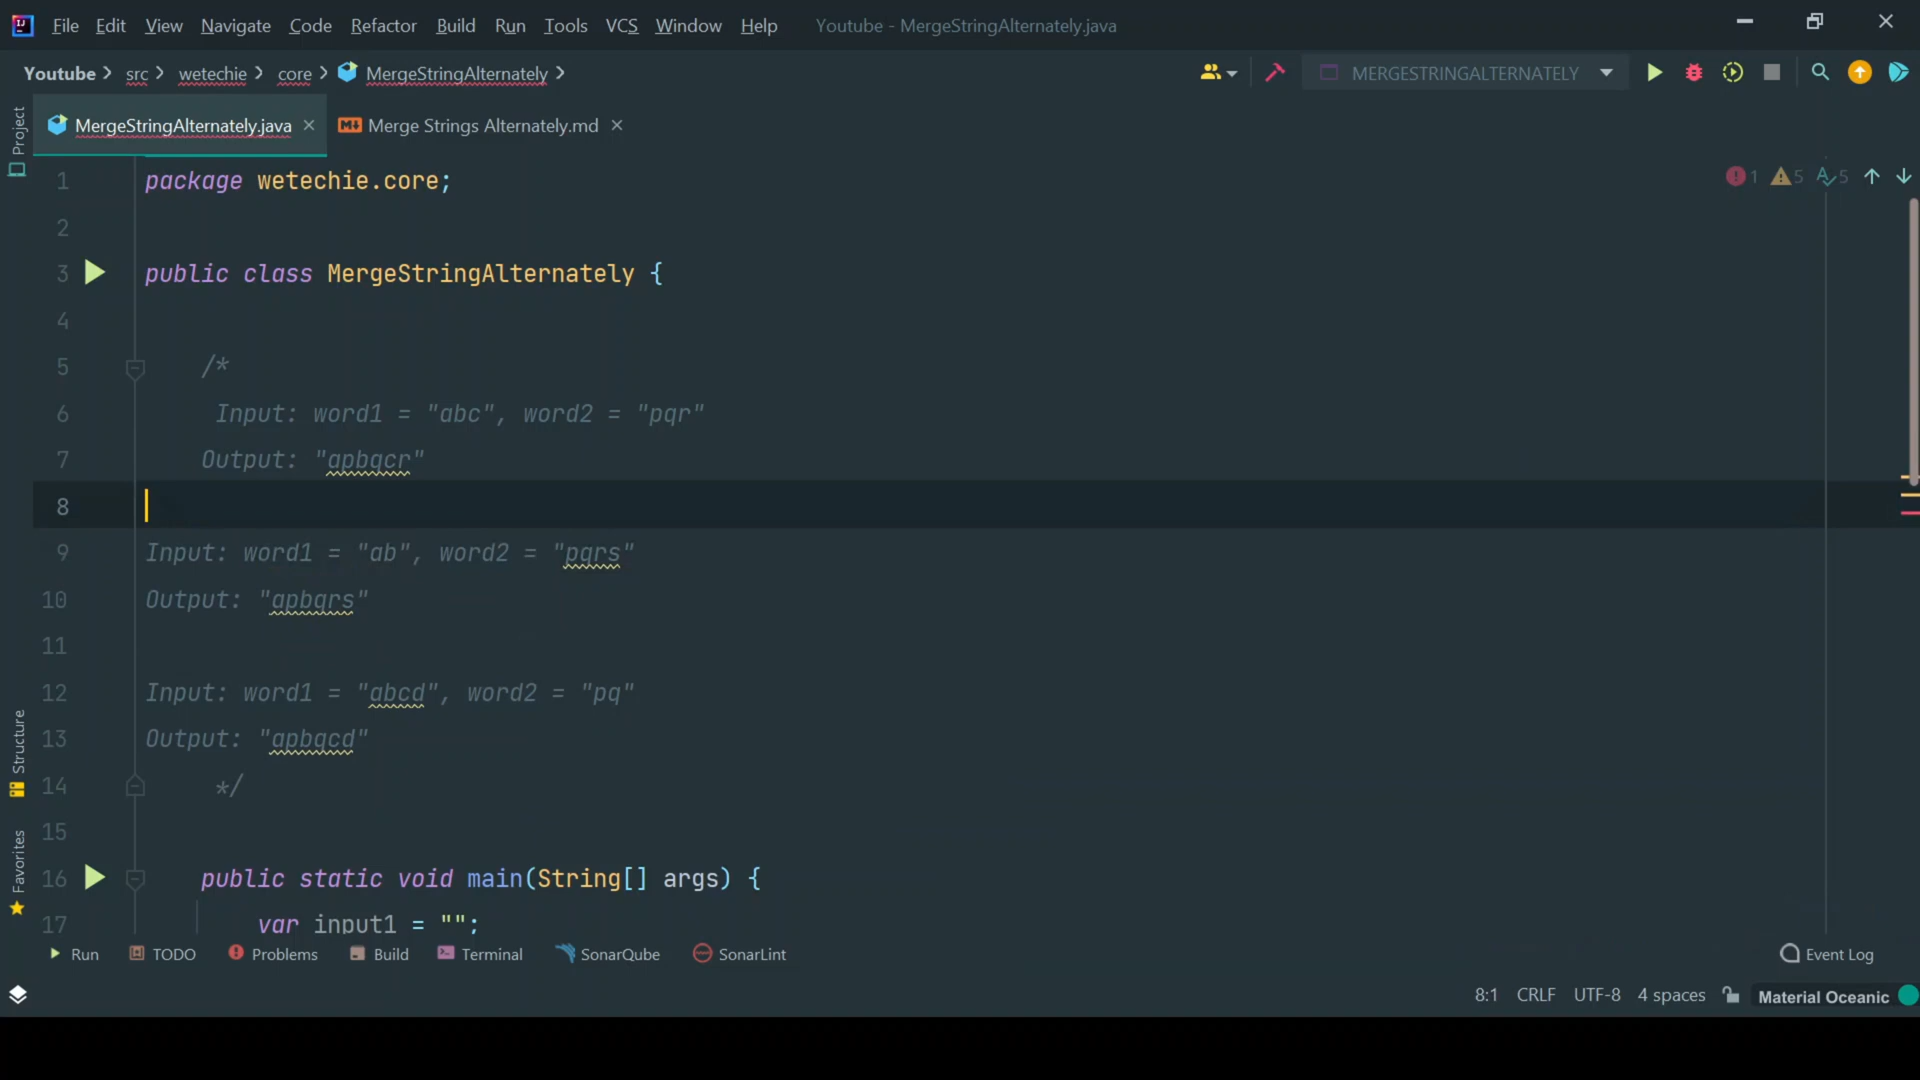 File Edit View Navigate Code Refactor Build Run Tools VCS Window Help Youtube - MergeStringAlternately.java
Youtube src wetechie core MergeStringAlternately MERGESTRINGALTERNATELY
Project
MergeStringAlternately.java Merge Strings Alternately.md
1 package wetechie.core; 1 5 5
2
3 public class MergeStringAlternately {
4
5 /*
6 Input: word1 = "abc", word2 = "pqr"
7 Output: "apbqcr"
8
9 Input: word1 = "ab", word2 = "pqrs"
10 Output: "apbqrs"
11
12 Input: word1 = "abcd", word2 = "pq"
13 Output: "apbqcd"
14 */
15
16 public static void main(String[] args) {
17 var input1 = "";
Structure
Favorites
Run TODO Problems Build Terminal SonarQube SonarLint Event Log
8:1 CRLF UTF-8 4 spaces Material Oceanic